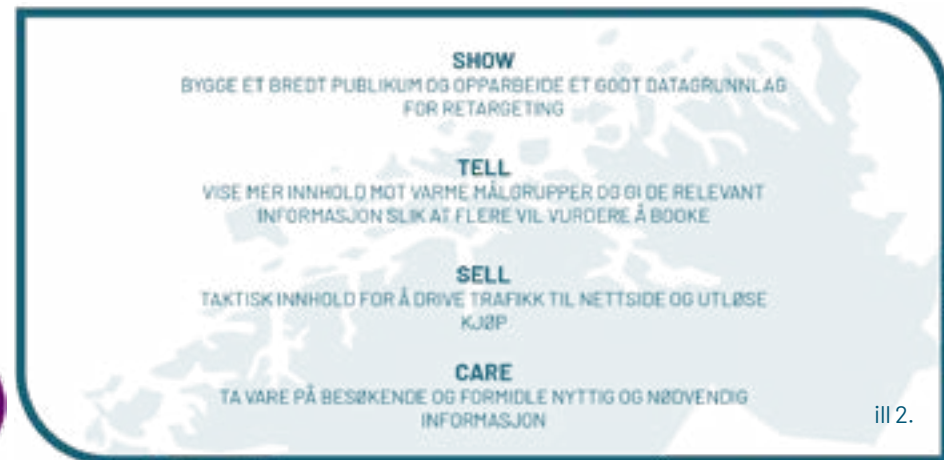 SHOW
BYGGE ET BREDT PUBLIKUM OG OPPARBEIDE ET GODT DATAGRUNNLAG
FOR RETARGETING
TELL
VISE MER INNHOLD MOT VARME MÅLGRUPPER OG GI DE RELEVANT
INFORMASJON SLIK AT FLERE VIL VURDERE Å BOOKE
SELL
TAKTISK INNHOLD FOR Å DRIVE TRAFIKK TIL NETTSIDE OG UTLØSE
KJØP
CARE
TA VARE PÅ BESØKENDE OG FORMIDLE NYTTIG OG NØDVENDIG
INFORMASJON
ill 2.